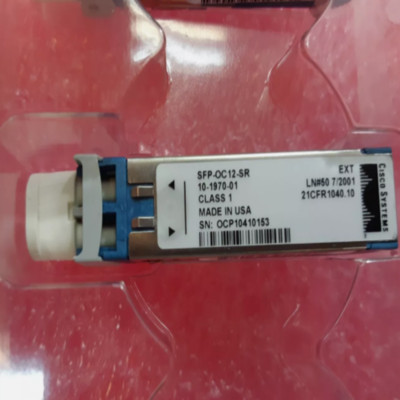 SFP-OC12-SR
10-1970-01
CLASS 1
MADE IN USA
SN: OCP10410153
EXT
LN#50 7/2001
21CFR1040.10
CISCO SYSTEMS